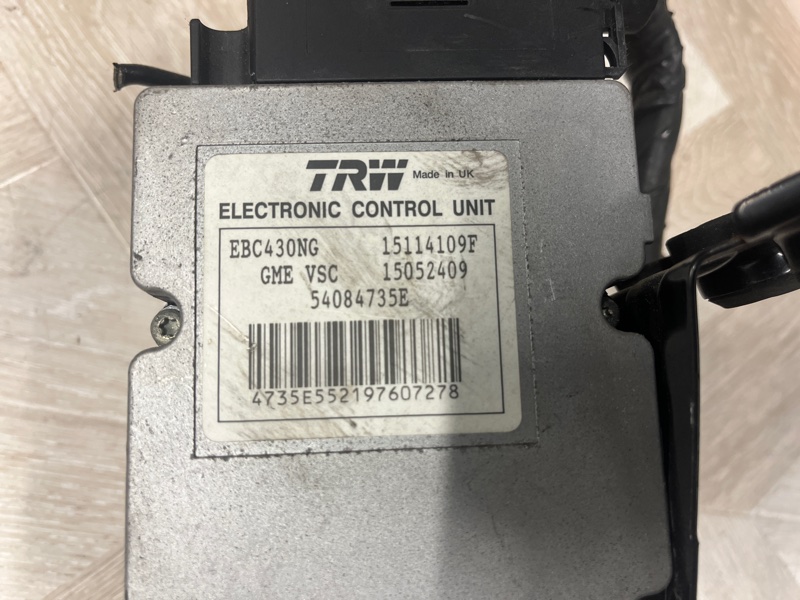 TRW Made in UK
ELECTRONIC CONTROL UNIT
EBC430NG 15114109F
GME VSC 15052409
54084735E
4735E552197607278